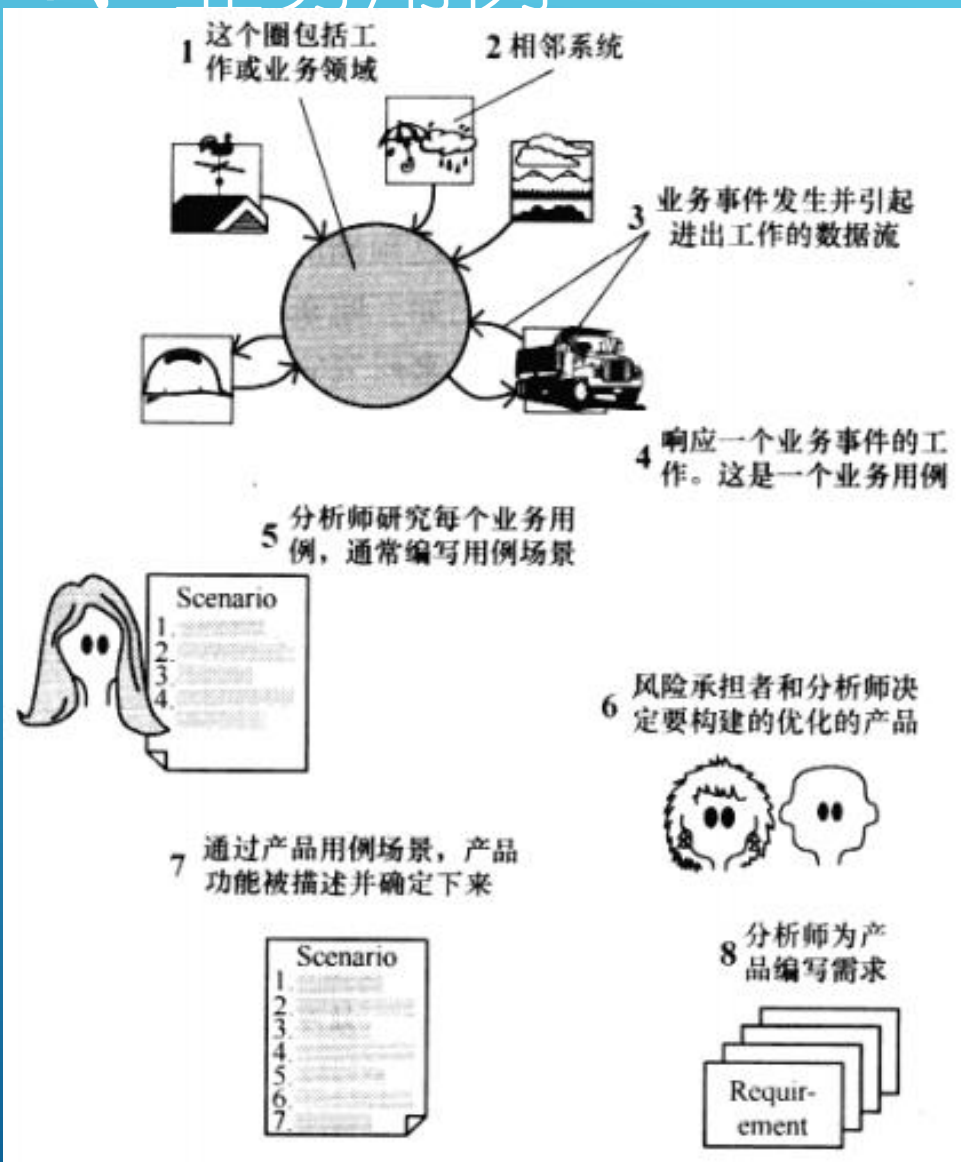 业务用例
1 这个圈包括工
作或业务领域
2 相邻系统
3 业务事件发生并引起
进出工作的数据流
4 响应一个业务事件的工
作。这是一个业务用例
5 分析师研究每个业务用
例，通常编写用例场景
Scenario
1.
2.
3.
4.
6 风险承担者和分析师决
定要构建的优化的产品
7 通过产品用例场景，产品
功能被描述并确定下来
Scenario
1.
2.
3.
4.
5.
6.
7.
8 分析师为产
品编写需求
Requir-
ement